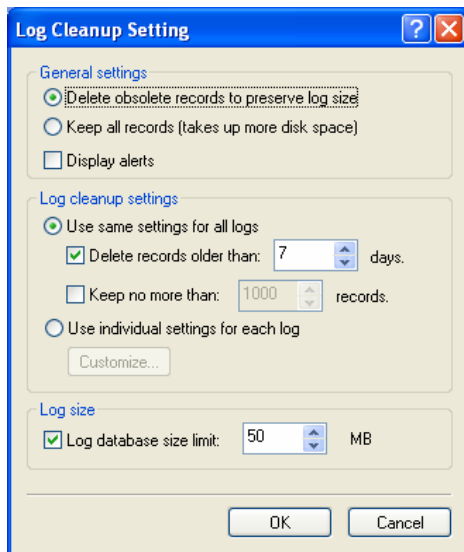 Log Cleanup Setting
General settings
Delete obsolete records to preserve log size
Keep all records (takes up more disk space)
Display alerts
Log cleanup settings
Use same settings for all logs
Delete records older than: 7 days.
Keep no more than: 1000 records.
Use individual settings for each log
Customize...
Log size
Log database size limit: 50 MB
OK Cancel